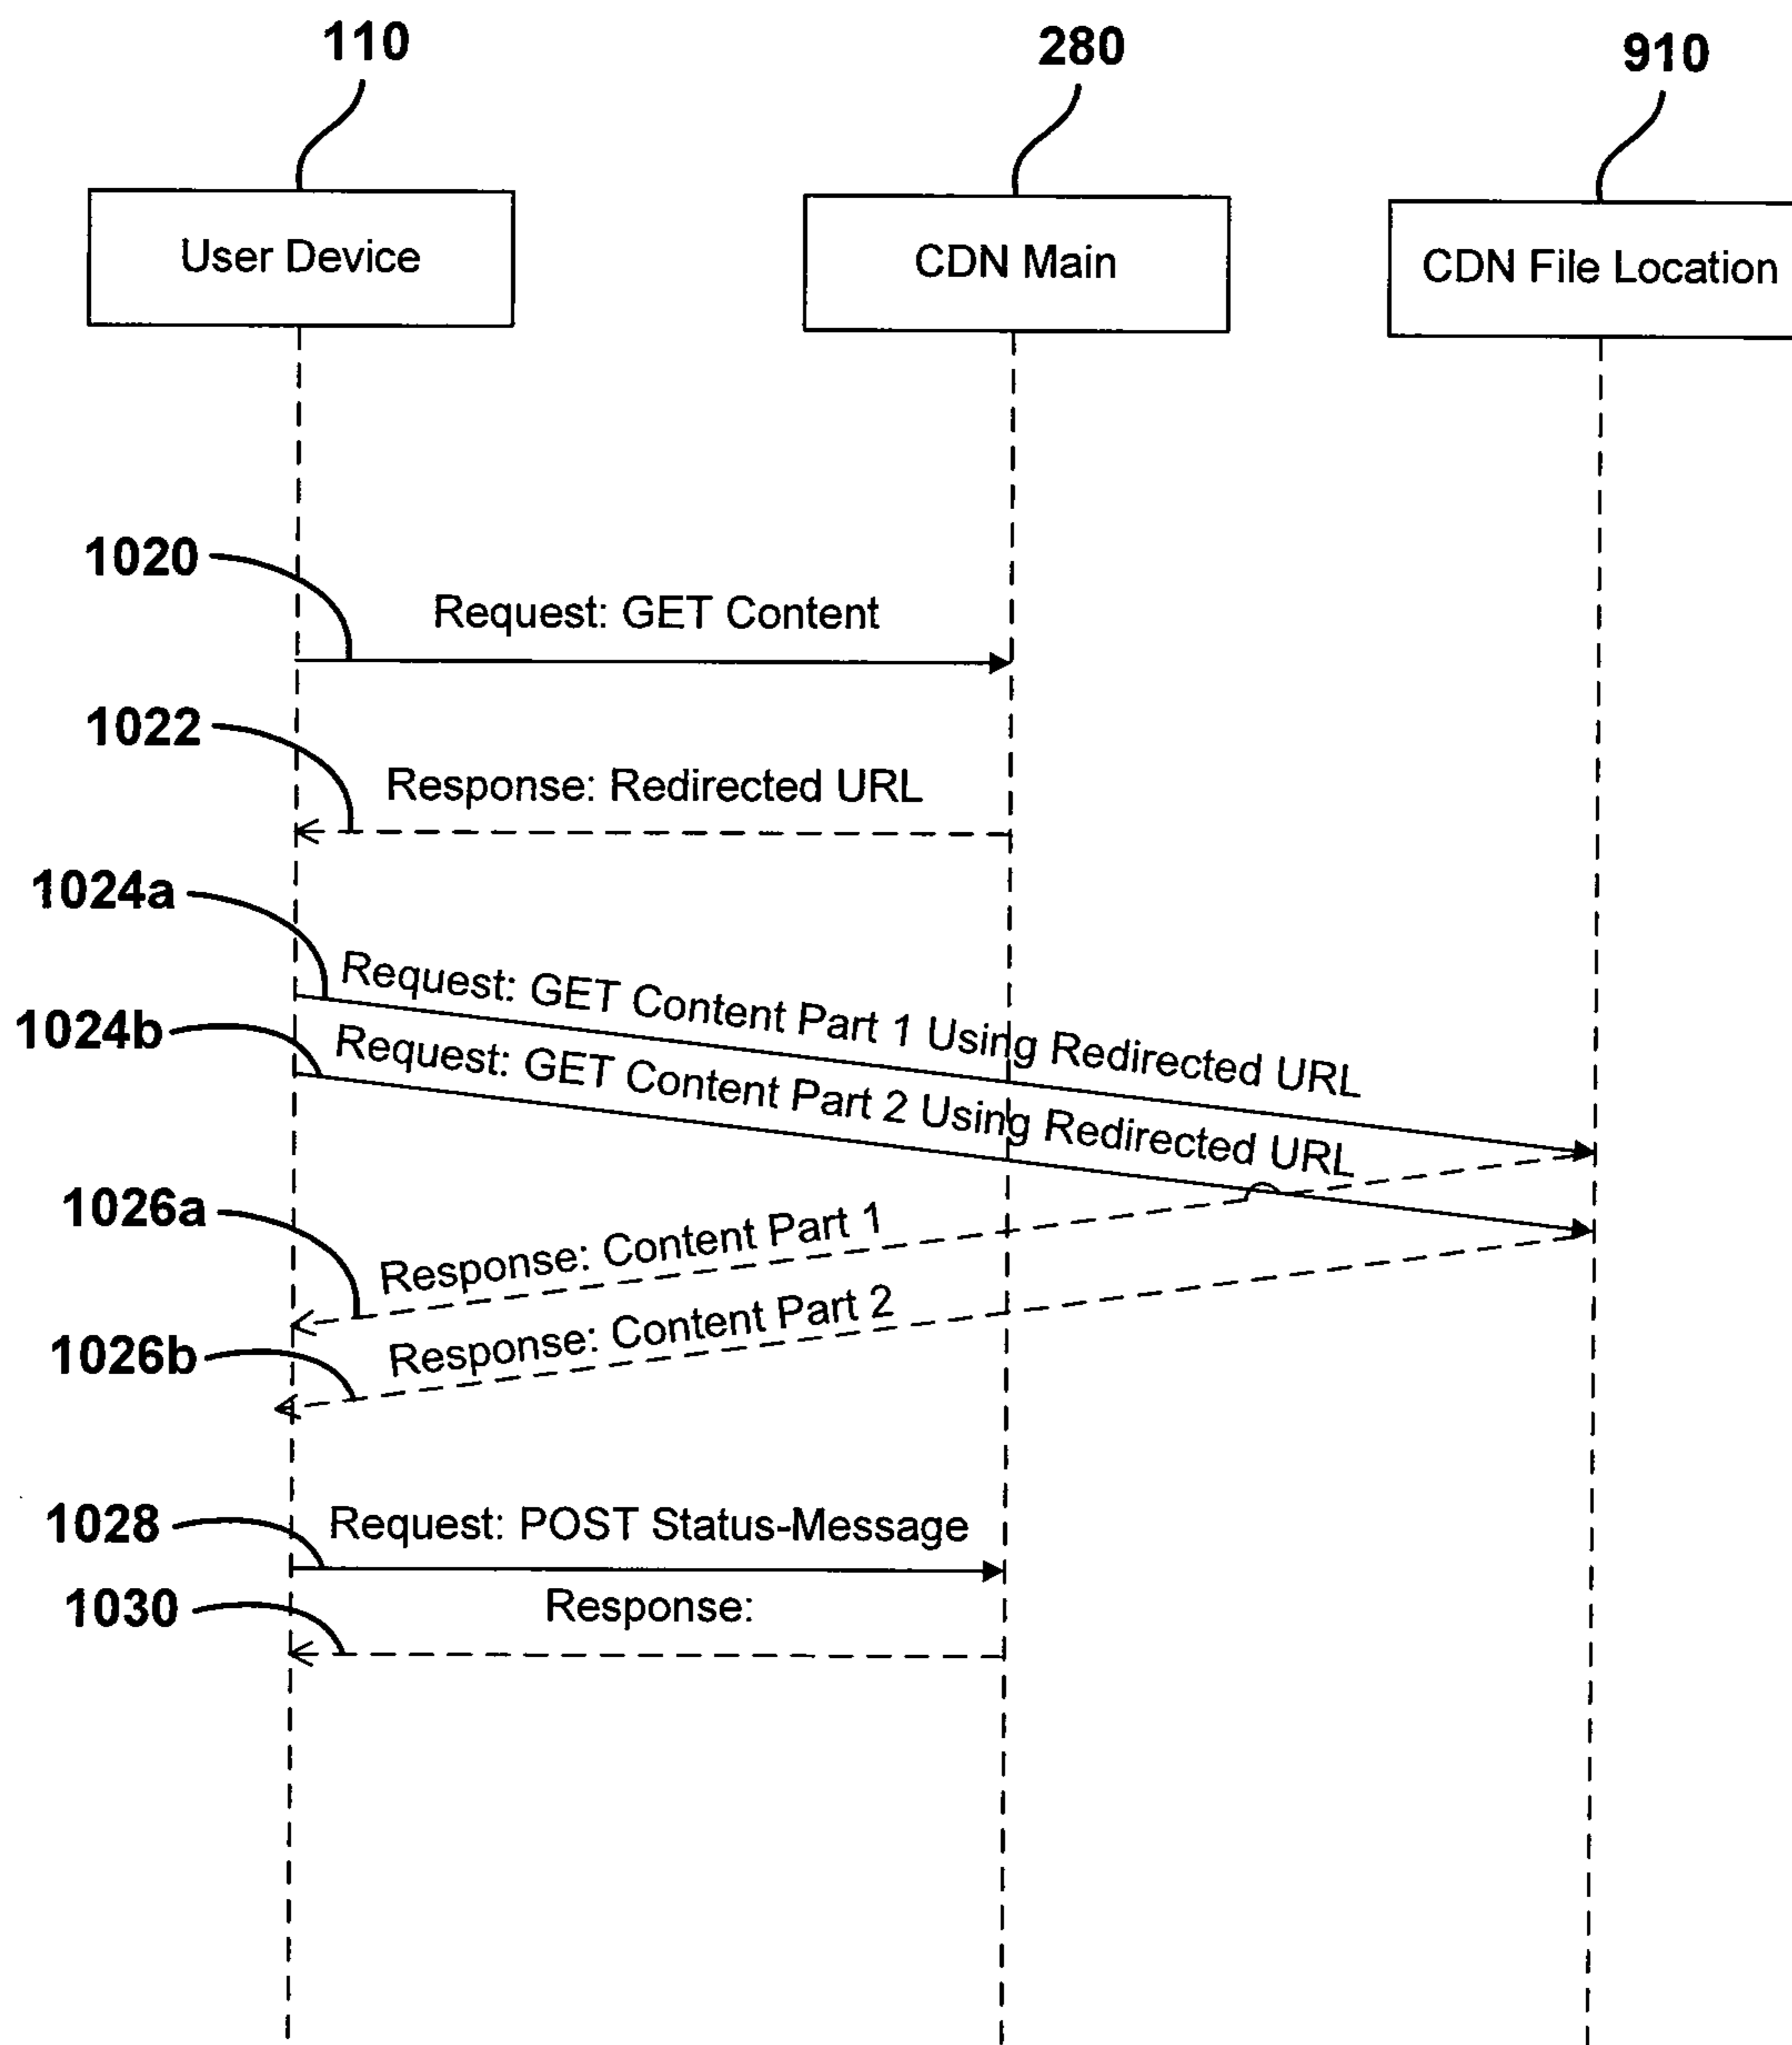 110
280
910
User Device
CDN Main
CDN File Location
1020
Request: GET Content
1022
Response: Redirected URL
1024a
Request: GET Content Part 1 Using Redirected URL
1024b
Request: GET Content Part 2 Using Redirected URL
1026a
Response: Content Part 1
1026b
Response: Content Part 2
1028
Request: POST Status-Message
1030
Response: